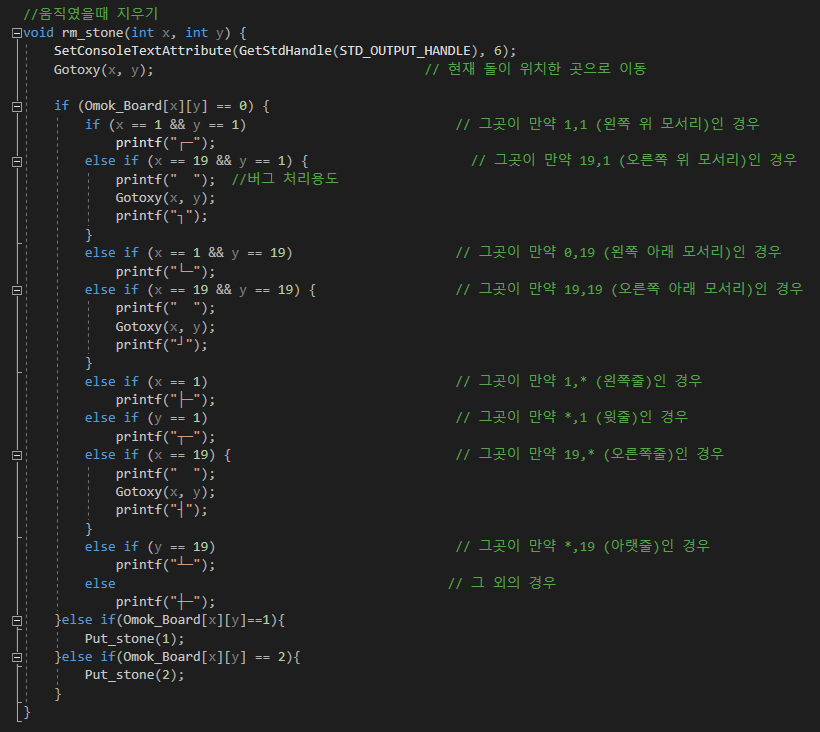 //움직였을때 지우기
void rm_stone(int x, int y) {
    SetConsoleTextAttribute(GetStdHandle(STD_OUTPUT_HANDLE), 6);
    Gotoxy(x, y);                                   // 현재 돌이 위치한 곳으로 이동

    if (Omok_Board[x][y] == 0) {
        if (x == 1 && y == 1)                           // 그곳이 만약 1,1 (왼쪽 위 모서리)인 경우
            printf("┌─");
        else if (x == 19 && y == 1) {                     // 그곳이 만약 19,1 (오른쪽 위 모서리)인 경우
            printf("  ");  //버그 처리용도
            Gotoxy(x, y);
            printf("┐");
        }
        else if (x == 1 && y == 19)                     // 그곳이 만약 0,19 (왼쪽 아래 모서리)인 경우
            printf("└─");
        else if (x == 19 && y == 19) {                  // 그곳이 만약 19,19 (오른쪽 아래 모서리)인 경우
            printf("  ");
            Gotoxy(x, y);
            printf("┘");
        }
        else if (x == 1)                                // 그곳이 만약 1,* (왼쪽줄)인 경우
            printf("├─");
        else if (y == 1)                                // 그곳이 만약 *,1 (윗줄)인 경우
            printf("┬─");
        else if (x == 19) {                             // 그곳이 만약 19,* (오른쪽줄)인 경우
            printf("  ");
            Gotoxy(x, y);
            printf("┤");
        }
        else if (y == 19)                               // 그곳이 만약 *,19 (아랫줄)인 경우
            printf("┴─");
        else                                           // 그 외의 경우
            printf("┼─");
    }else if(Omok_Board[x][y]==1){
        Put_stone(1);
    }else if(Omok_Board[x][y] == 2){
        Put_stone(2);
    }
}